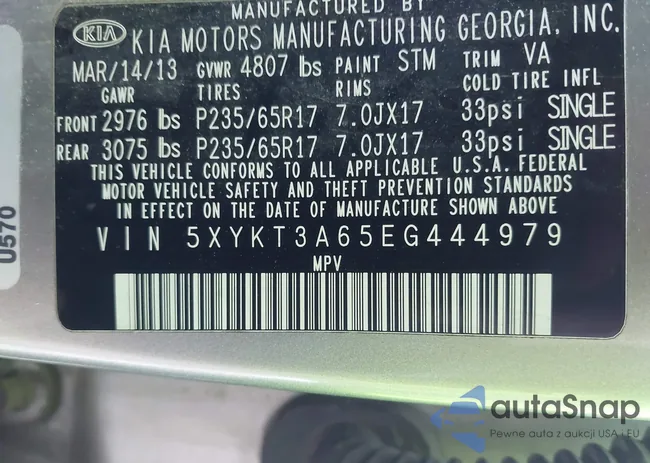 MANUFACTURED BY
KIA KIA MOTORS MANUFACTURING GEORGIA, INC.
MAR/14/13 GVWR 4807 lbs PAINT STM TRIM VA
GAWR TIRES RIMS COLD TIRE INFL
FRONT 2976 lbs P235/65R17 7.0JX17 33psi SINGLE
REAR 3075 lbs P235/65R17 7.0JX17 33psi SINGLE
THIS VEHICLE CONFORMS TO ALL APPLICABLE U.S.A. FEDERAL
MOTOR VEHICLE SAFETY AND THEFT PREVENTION STANDARDS
IN EFFECT ON THE DATE OF MANUFACTURE SHOWN ABOVE
VIN 5XYKT3A65EG444979
MPV
U570
autaSnap
Pewne auta z aukcji USA i EU